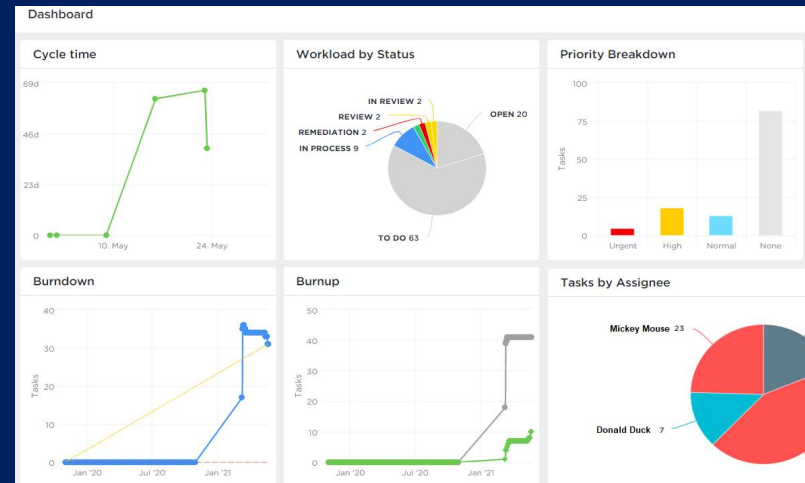 Dashboard
Cycle time
69d
46d
23d
0
10. May
24. May
Workload by Status
IN REVIEW 2
REVIEW 2
REMEDIATION 2
IN PROCESS 9
OPEN 20
TO DO 63
Priority Breakdown
100
75
50
25
0
Tasks
Urgent
High
Normal
None
Burndown
40
30
20
10
0
Tasks
Jan '20
Jul '20
Jan '21
Burnup
50
40
30
20
10
0
Tasks
Jan '20
Jul '20
Jan '21
Tasks by Assignee
Mickey Mouse 23
Donald Duck 7